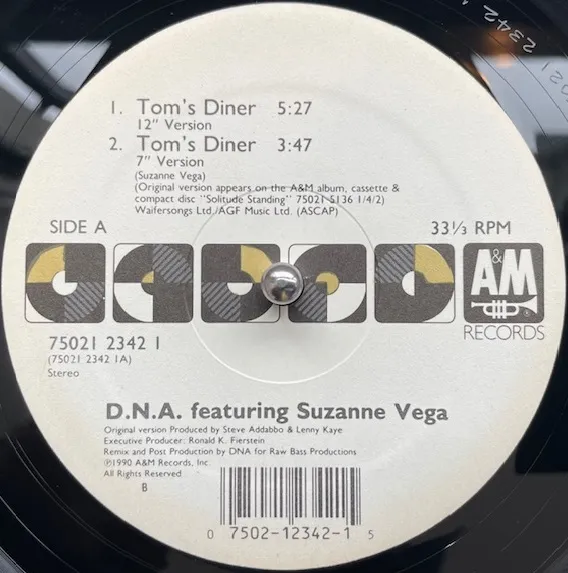 1. Tom's Diner 5:27
12" Version
2. Tom's Diner 3:47
7" Version
(Suzanne Vega)
(Original version appears on the A&M album, cassette &
compact disc "Solitude Standing" 75021 5136 1/4/2)
Waifersongs Ltd./AGF Music Ltd. (ASCAP)
SIDE A 33⅓ RPM
A&M
RECORDS
75021 2342 1
(75021 2342 1A)
Stereo
D.N.A. featuring Suzanne Vega
Original version Produced by Steve Addabbo & Lenny Kaye
Executive Producer: Ronald K. Fierstein
Remix and Post Production by DNA for Raw Bass Productions
℗1990 A&M Records, Inc.
All Rights Reserved
B
0 7502-12342-1 5